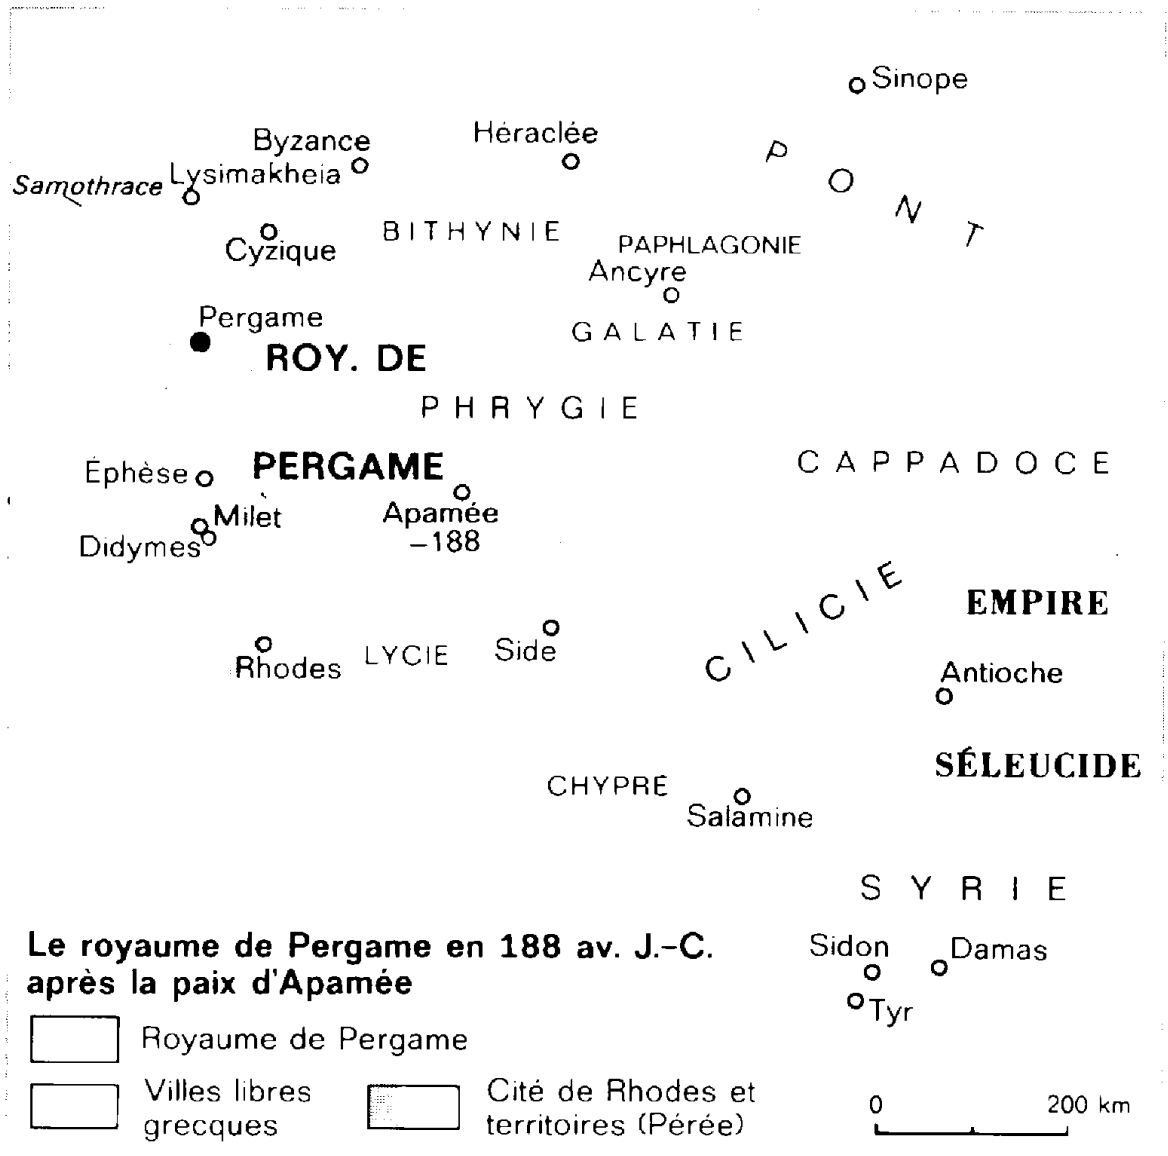 Sinope
Byzance
Héraclée
PONT
Samothrace
Lysimakheia
Cyzique
BITHYNIE
PAPHLAGONIE
Ancyre
Pergame
GALATIE
ROY. DE
PHRYGIE
Éphèse
PERGAME
CAPPADOCE
Milet
Apamée
-188
Didymes
CILICIE
EMPIRE
Rhodes
LYCIE
Side
Antioche
SÉLEUCIDE
CHYPRE
Salamine
SYRIE
Le royaume de Pergame en 188 av. J.-C.
après la paix d'Apamée
Sidon
Damas
Tyr
Royaume de Pergame
Villes libres
grecques
Cité de Rhodes et
territoires (Pérée)
0 200 km